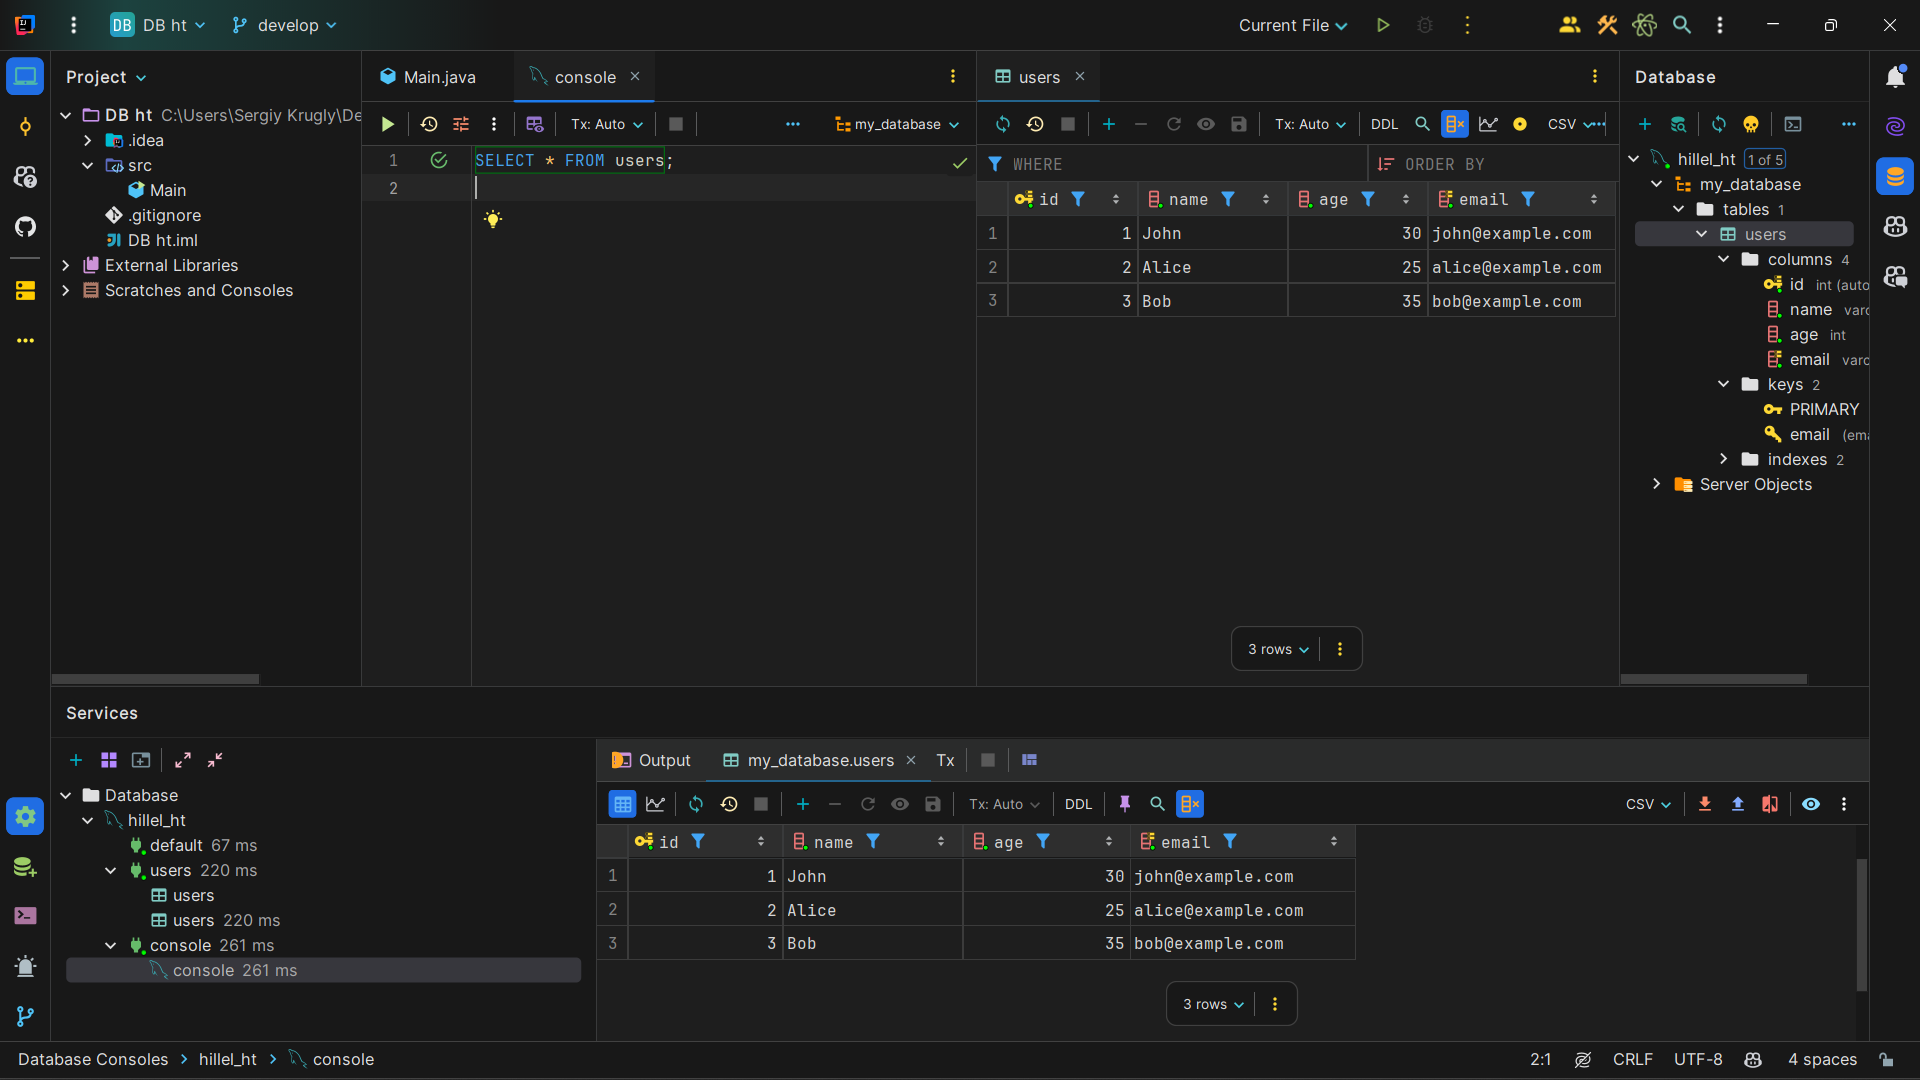 DB DB ht
develop
Current File
Project
DB ht C:\Users\Sergiy Krugly\De
.idea
src
Main
.gitignore
DB ht.iml
External Libraries
Scratches and Consoles
Main.java
console
Tx: Auto
my_database
1 SELECT * FROM users;
2
users
Tx: Auto DDL CSV
WHERE ORDER BY
id name age email
1 1 John 30 john@example.com
2 2 Alice 25 alice@example.com
3 3 Bob 35 bob@example.com
3 rows
Database
hillel_ht 1 of 5
my_database
tables 1
users
columns 4
id int (auto
name varc
age int
email varc
keys 2
PRIMARY
email (ema
indexes 2
Server Objects
Services
Database
hillel_ht
default 67 ms
users 220 ms
users
users 220 ms
console 261 ms
console 261 ms
Output my_database.users Tx
Tx: Auto DDL CSV
id name age email
1 1 John 30 john@example.com
2 2 Alice 25 alice@example.com
3 3 Bob 35 bob@example.com
3 rows
Database Consoles hillel_ht console
2:1 CRLF UTF-8 4 spaces